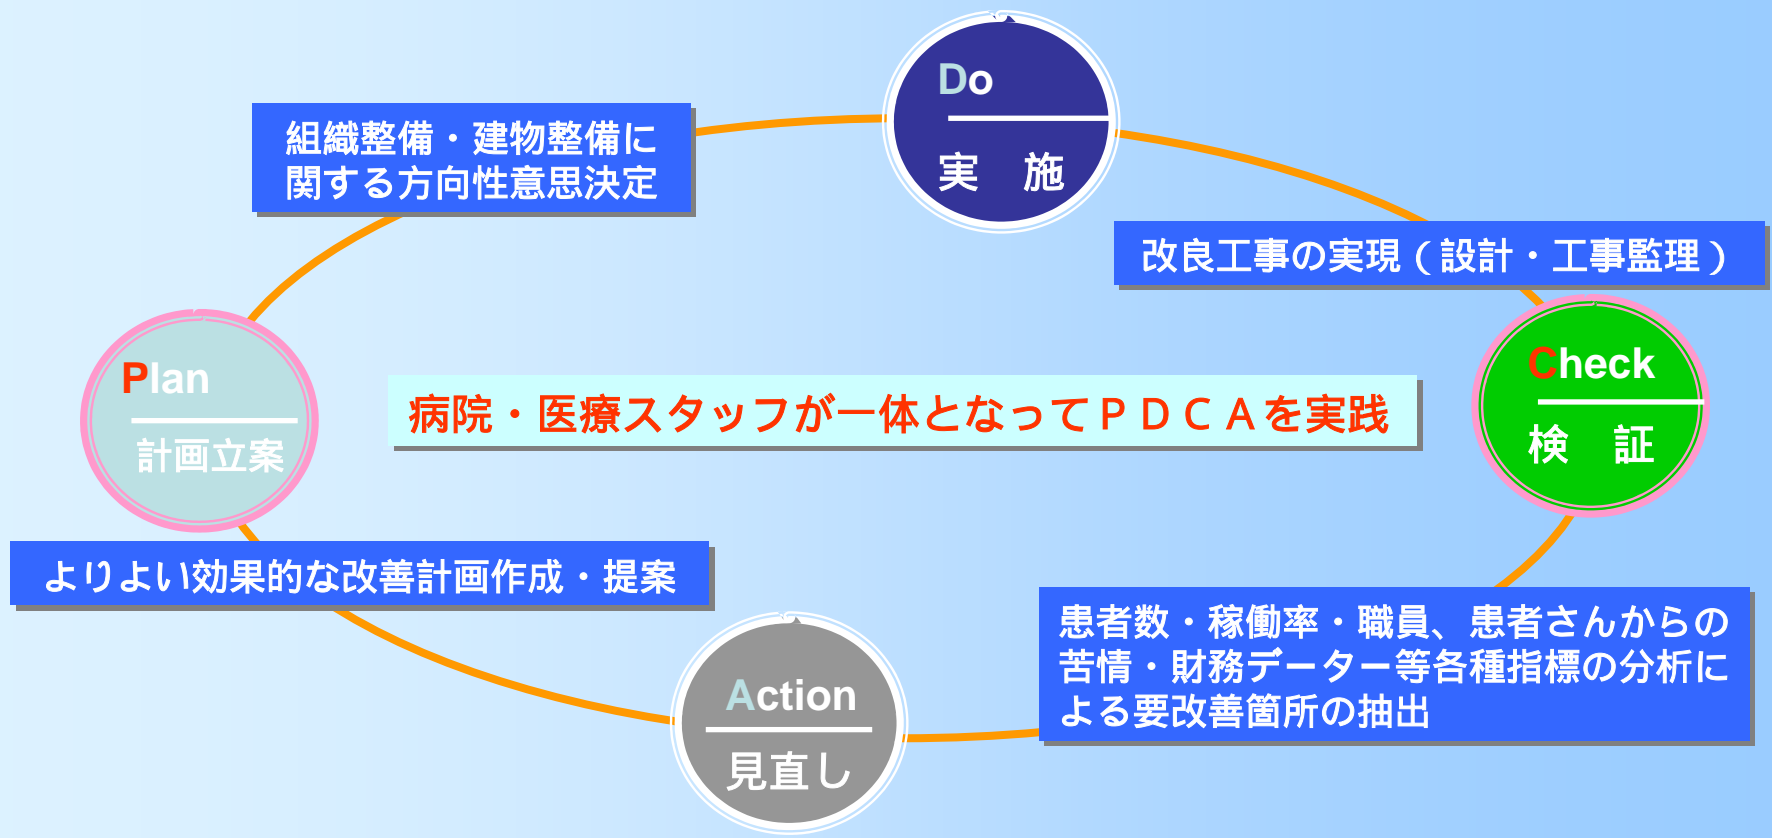 Do
実　施
組織整備・建物整備に
関する方向性意思決定
改良工事の実現（設計・工事監理）
Plan
計画立案
病院・医療スタッフが一体となってＰＤＣＡを実践
Check
検　証
よりよい効果的な改善計画作成・提案
患者数・稼働率・職員、患者さんからの
苦情・財務データー等各種指標の分析に
よる要改善箇所の抽出
Action
見直し